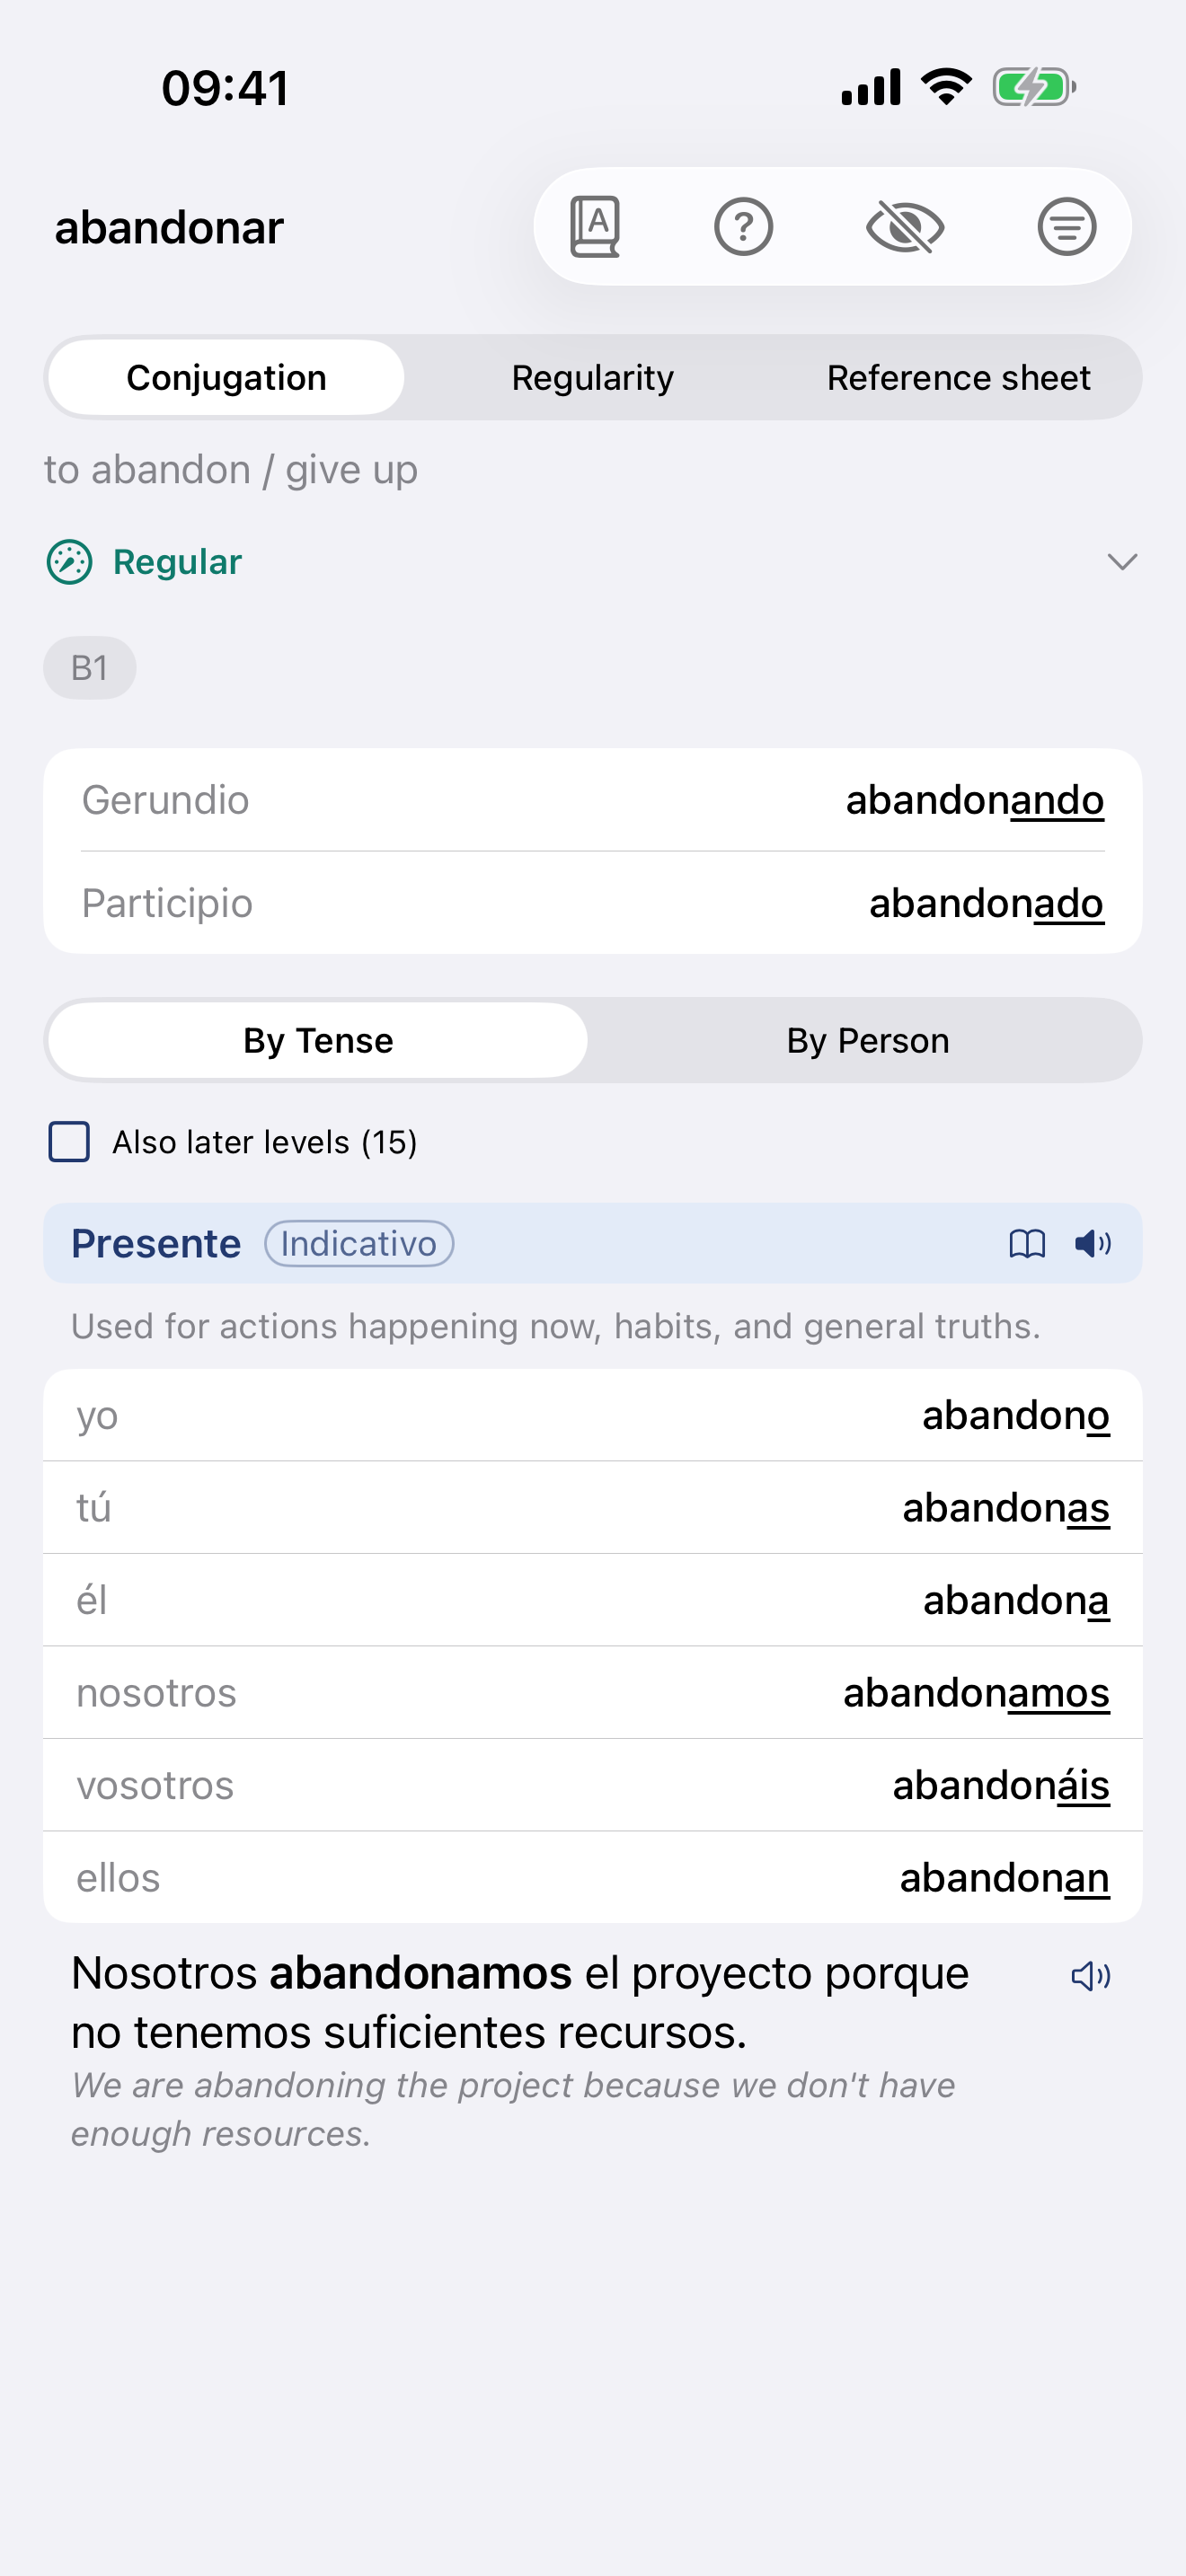 09:41
abandonar
Conjugation Regularity Reference sheet
to abandon / give up
Regular
B1
Gerundio abandonando
Participio abandonado
By Tense By Person
Also later levels (15)
Presente Indicativo
Used for actions happening now, habits, and general truths.
yo abandono
tú abandonas
él abandona
nosotros abandonamos
vosotros abandonáis
ellos abandonan
Nosotros abandonamos el proyecto porque
no tenemos suficientes recursos.
We are abandoning the project because we don't have
enough resources.